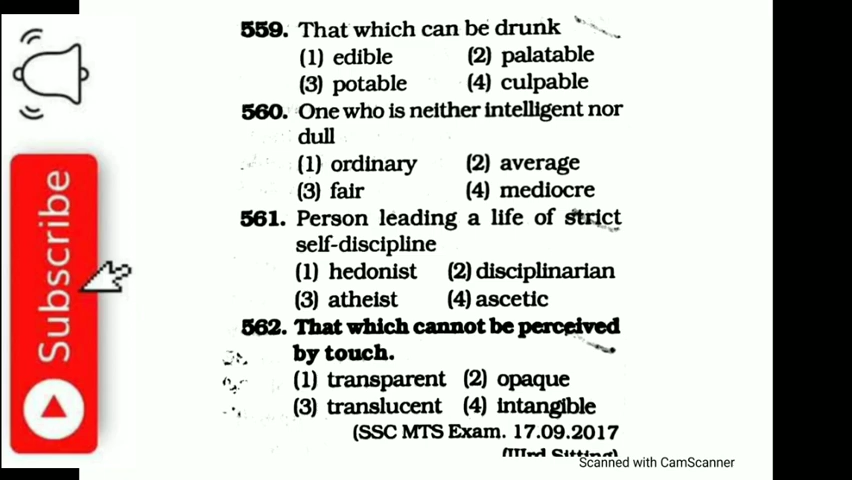 559. That which can be drunk
(1) edible (2) palatable
(3) potable (4) culpable
560. One who is neither intelligent nor
dull
(1) ordinary (2) average
(3) fair (4) mediocre
561. Person leading a life of strict
self-discipline
(1) hedonist (2) disciplinarian
(3) atheist (4) ascetic
562. That which cannot be perceived
by touch.
(1) transparent (2) opaque
(3) translucent (4) intangible
(SSC MTS Exam. 17.09.2017
(IIIrd Sitting)
Scanned with CamScanner
Subscribe